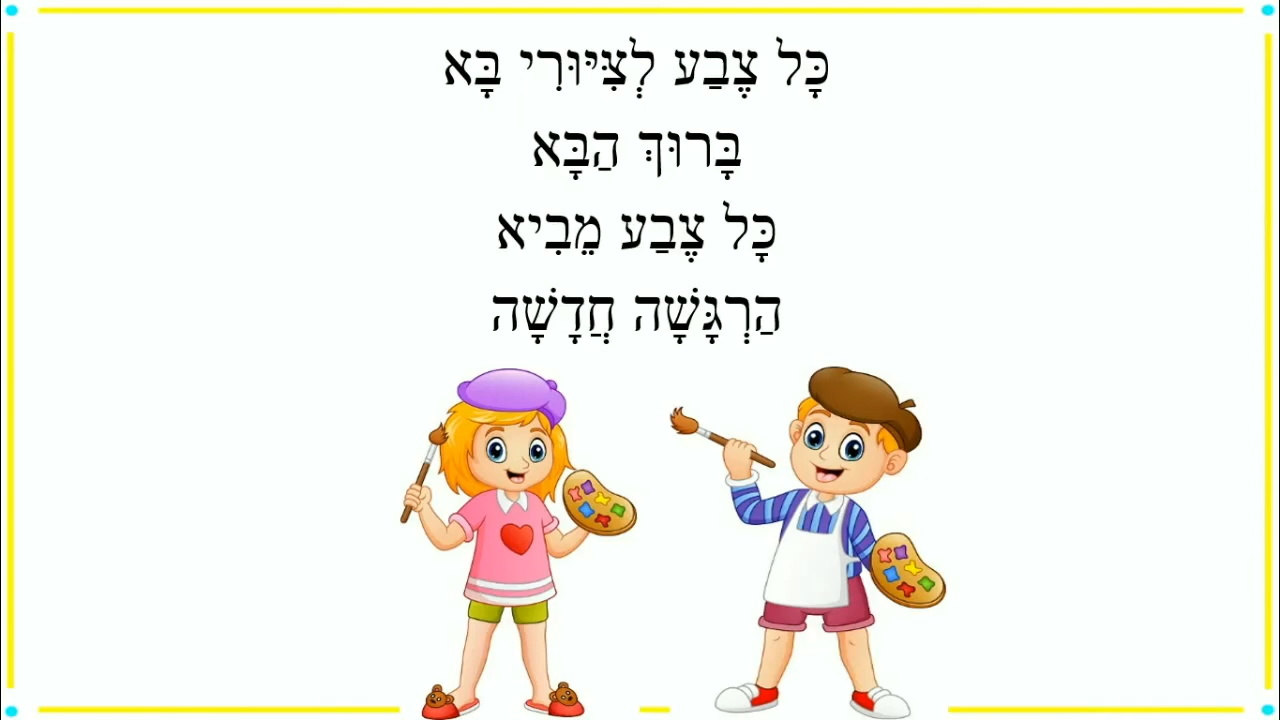 כָּל צֶבַע לְצִיּוּרִי בָּא
בָּרוּךְ הַבָּא
כָּל צֶבַע מֵבִיא
הַרְגָּשָׁה חֲדָשָׁה